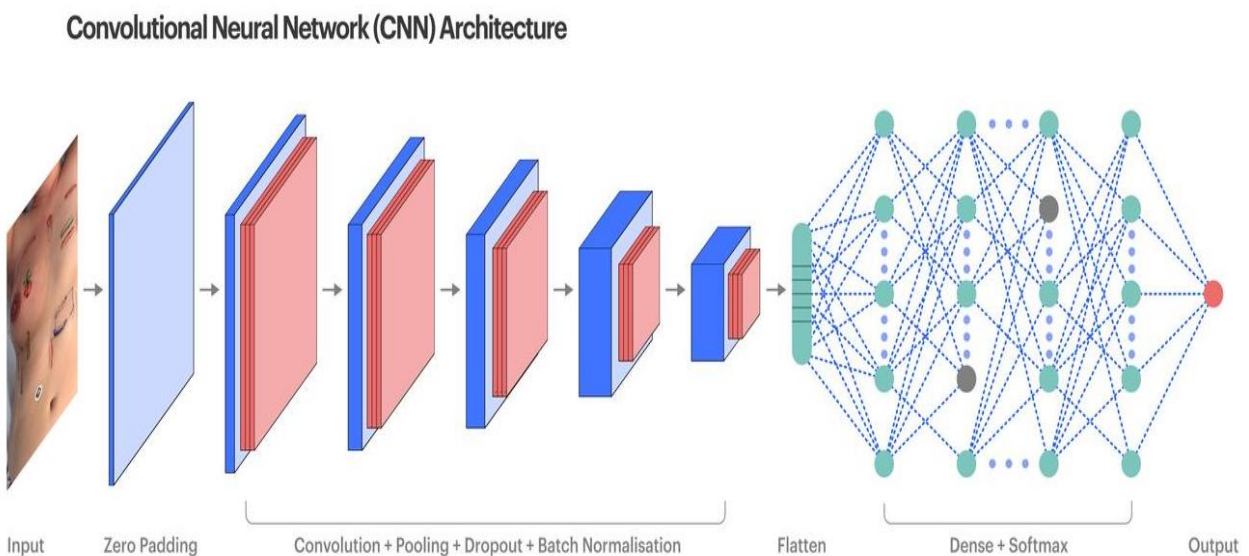 Convolutional Neural Network (CNN) Architecture
Input
Zero Padding
Convolution + Pooling + Dropout + Batch Normalisation
Flatten
Dense + Softmax
Output